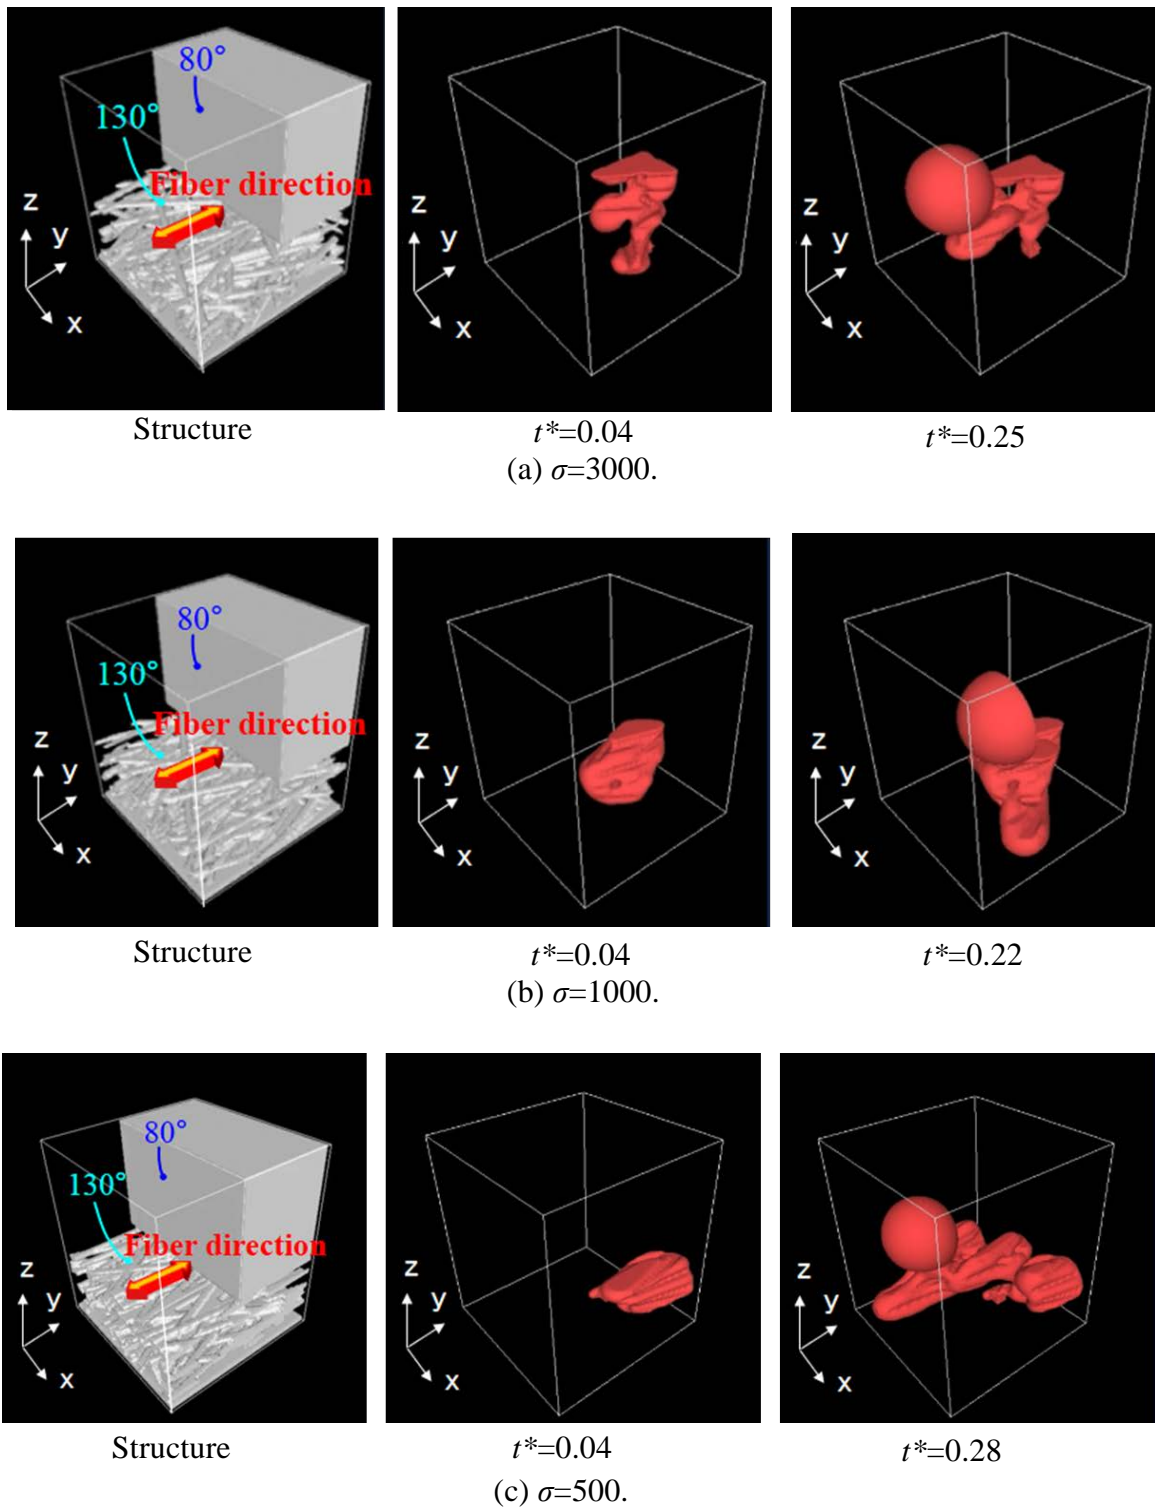 80°
130°
Fiber direction
z
y
x
z
y
x
z
y
x
Structure
t*=0.04
t*=0.25
(a) σ=3000.
80°
130°
Fiber direction
z
y
x
z
y
x
z
y
x
Structure
t*=0.04
t*=0.22
(b) σ=1000.
80°
130°
Fiber direction
z
y
x
z
y
x
z
y
x
Structure
t*=0.04
t*=0.28
(c) σ=500.